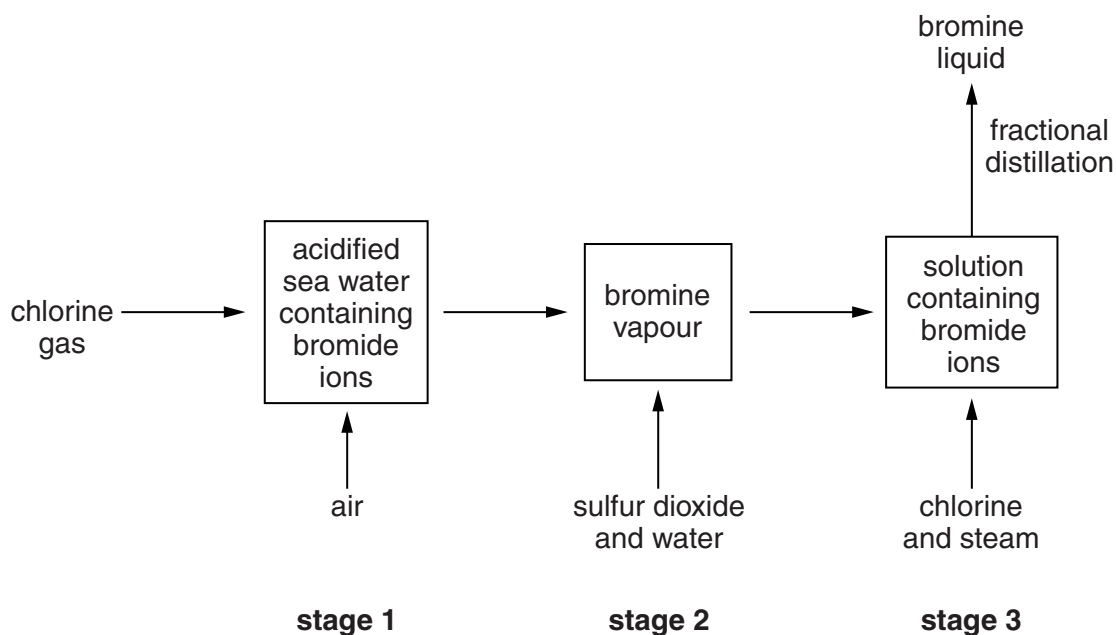 bromine
liquid
fractional
distillation
chlorine
gas
acidified
sea water
containing
bromide
ions
bromine
vapour
solution
containing
bromide
ions
air
sulfur dioxide
and water
chlorine
and steam
stage 1
stage 2
stage 3